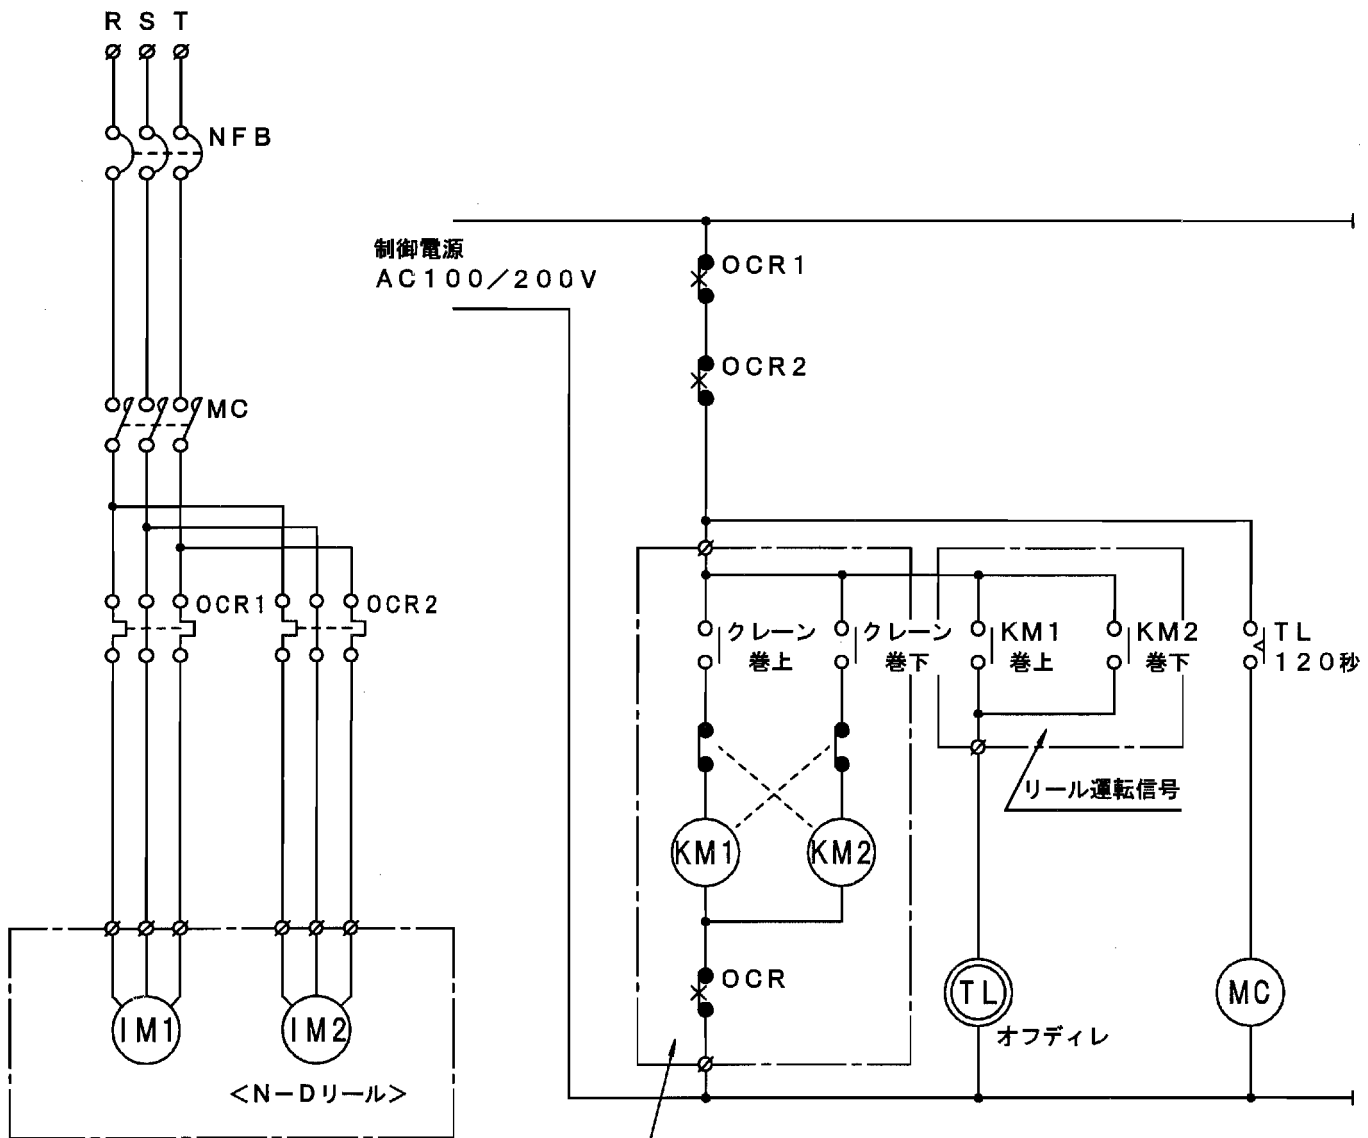 R S T
NFB
制御電源
AC100/200V
OCR1
OCR2
MC
OCR1
OCR2
クレーン
巻上
クレーン
巻下
KM1
巻上
KM2
巻下
TL
120秒
リール運転信号
KM1
KM2
OCR
TL
オフディレ
MC
IM1
IM2
<N-Dリール>